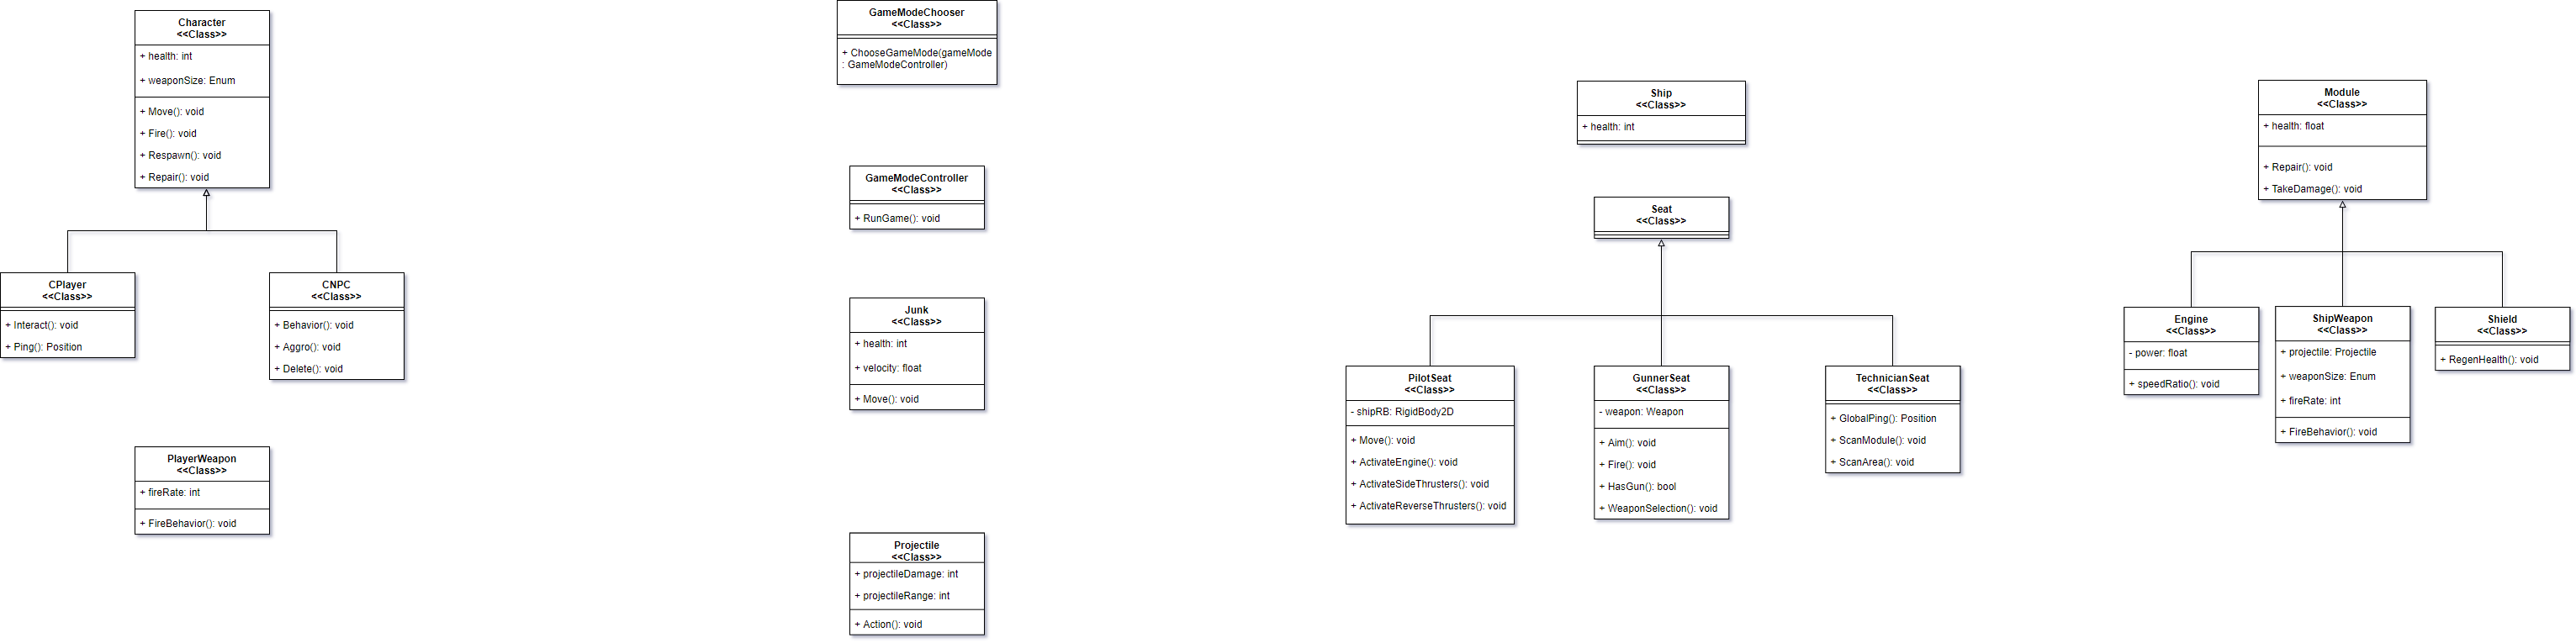 Character
<<Class>>
+ health: int
+ weaponSize: Enum
+ Move(): void
+ Fire(): void
+ Respawn(): void
+ Repair(): void
CPlayer
<<Class>>
+ Interact(): void
+ Ping(): Position
CNPC
<<Class>>
+ Behavior(): void
+ Aggro(): void
+ Delete(): void
PlayerWeapon
<<Class>>
+ fireRate: int
+ FireBehavior(): void
GameModeChooser
<<Class>>
+ ChooseGameMode(gameMode
: GameModeController)
GameModeController
<<Class>>
+ RunGame(): void
Junk
<<Class>>
+ health: int
+ velocity: float
+ Move(): void
Projectile
<<Class>>
+ projectileDamage: int
+ projectileRange: int
+ Action(): void
Ship
<<Class>>
+ health: int
Seat
<<Class>>
PilotSeat
<<Class>>
- shipRB: RigidBody2D
+ Move(): void
+ ActivateEngine(): void
+ ActivateSideThrusters(): void
+ ActivateReverseThrusters(): void
GunnerSeat
<<Class>>
- weapon: Weapon
+ Aim(): void
+ Fire(): void
+ HasGun(): bool
+ WeaponSelection(): void
TechnicianSeat
<<Class>>
+ GlobalPing(): Position
+ ScanModule(): void
+ ScanArea(): void
Module
<<Class>>
+ health: float
+ Repair(): void
+ TakeDamage(): void
Engine
<<Class>>
- power: float
+ speedRatio(): void
ShipWeapon
<<Class>>
+ projectile: Projectile
+ weaponSize: Enum
+ fireRate: int
+ FireBehavior(): void
Shield
<<Class>>
+ RegenHealth(): void